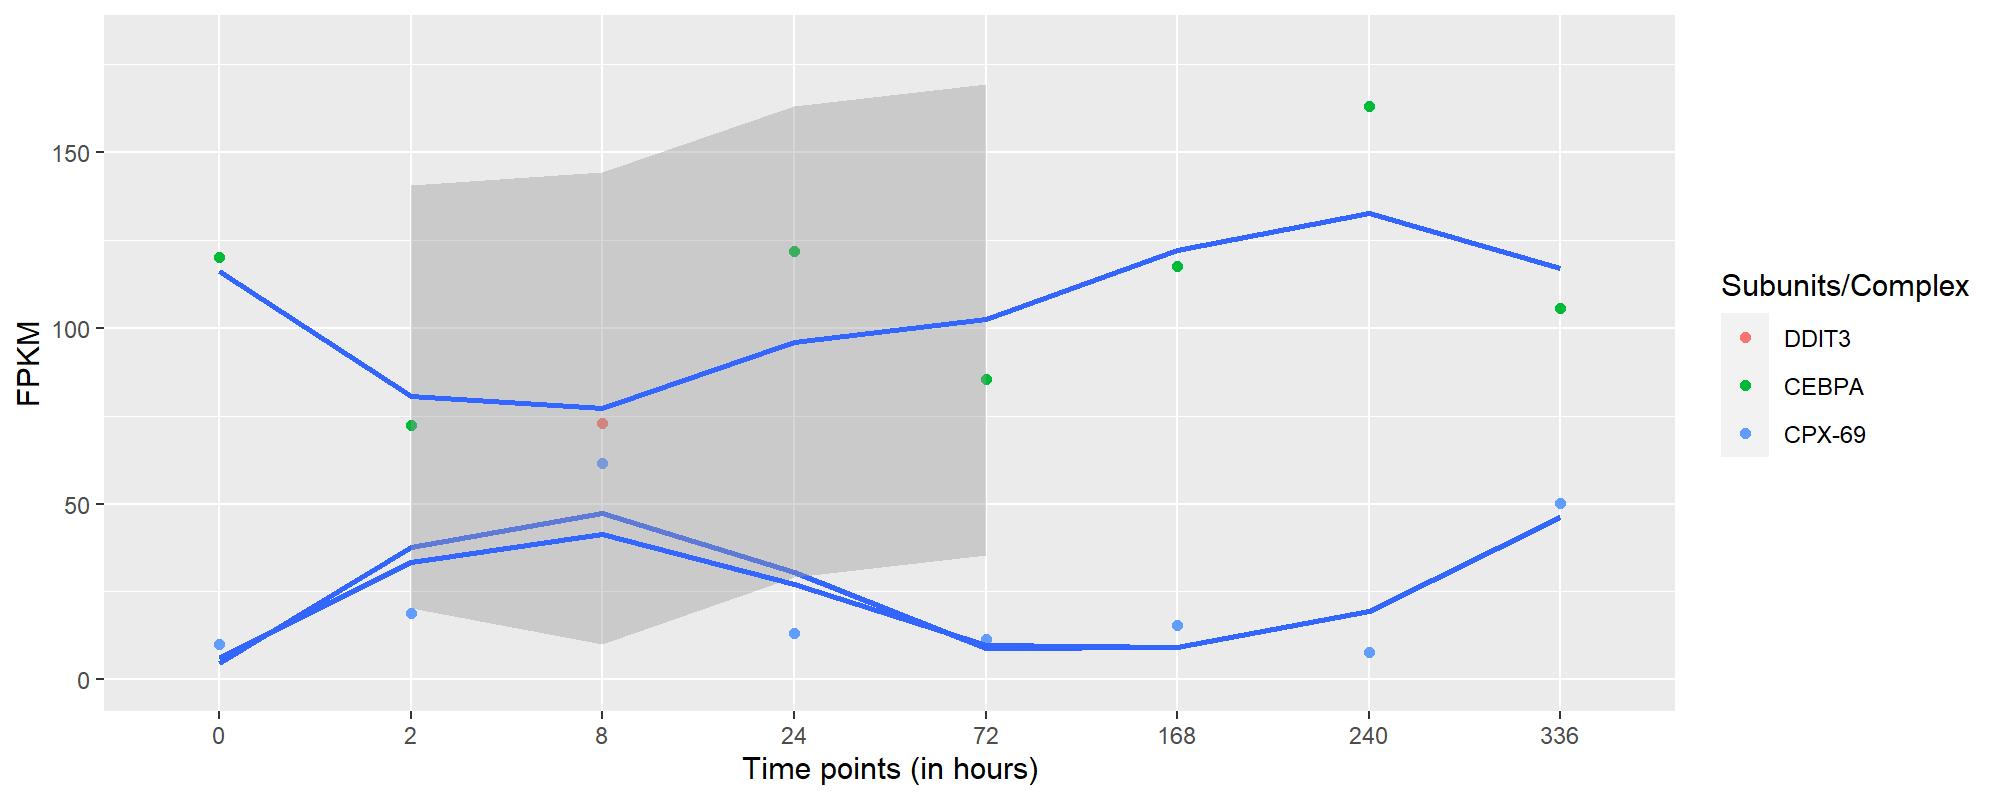 150
100
50
0
FPKM
0 2 8 24 72 168 240 336
Time points (in hours)
Subunits/Complex
DDIT3
CEBPA
CPX-69